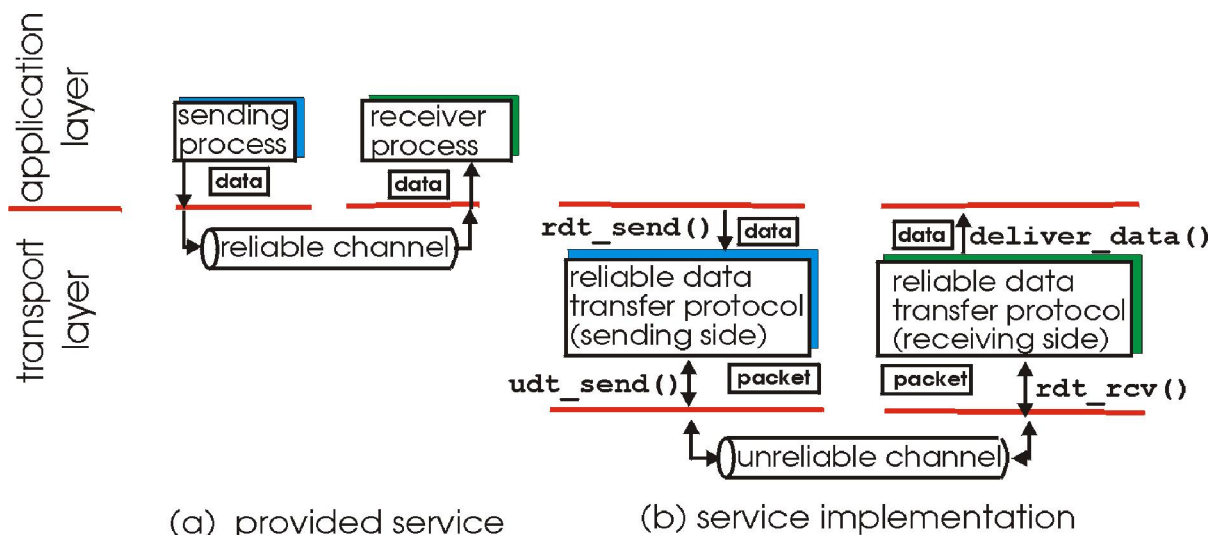 application
layer
transport
layer
sending
process
data
receiver
process
data
reliable channel
(a) provided service
rdt_send()
data
reliable data
transfer protocol
(sending side)
udt_send()
packet
data
deliver_data()
reliable data
transfer protocol
(receiving side)
packet
rdt_rcv()
unreliable channel
(b) service implementation